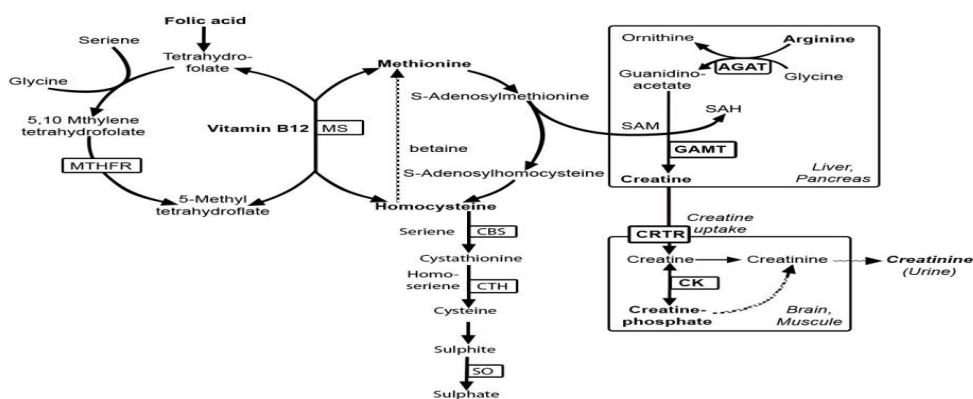 Folic acid
Seriene
Tetrahydro-
folate
Glycine
5,10 Mthylene
tetrahydrofolate
MTHFR
5-Methyl
tetrahydroflate
Vitamin B12
MS
Methionine
S-Adenosylmethionine
betaine
S-Adenosylhomocysteine
Homocysteine
Seriene
CBS
Cystathionine
Homo-
seriene
CTH
Cysteine
Sulphite
SO
Sulphate
Ornithine
Arginine
AGAT
Guanidino-
acetate
Glycine
SAM
SAH
GAMT
Creatine
Liver,
Pancreas
Creatine
uptake
CRTR
Creatine
Creatinine
Creatinine
(Urine)
CK
Creatine-
phosphate
Brain,
Muscule